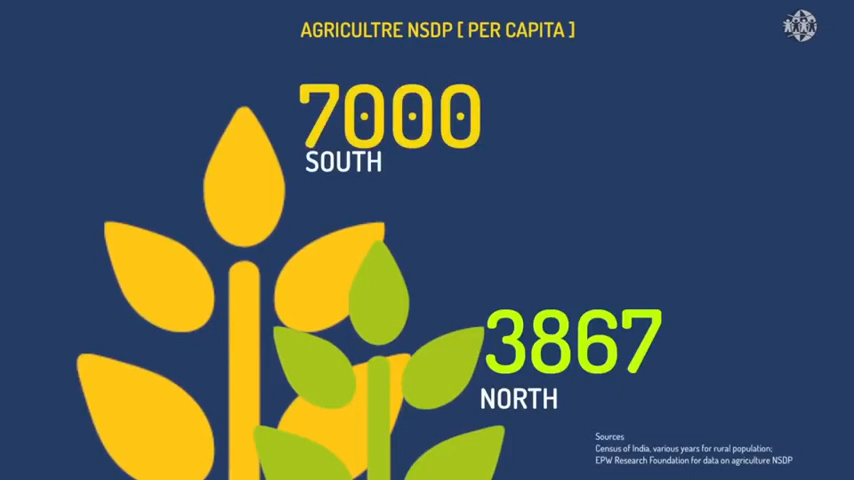 AGRICULTRE NSDP [ PER CAPITA ]
7000
SOUTH
3867
NORTH
Sources
Census of India, various years for rural population;
EPW Research Foundation for data on agriculture NSDP